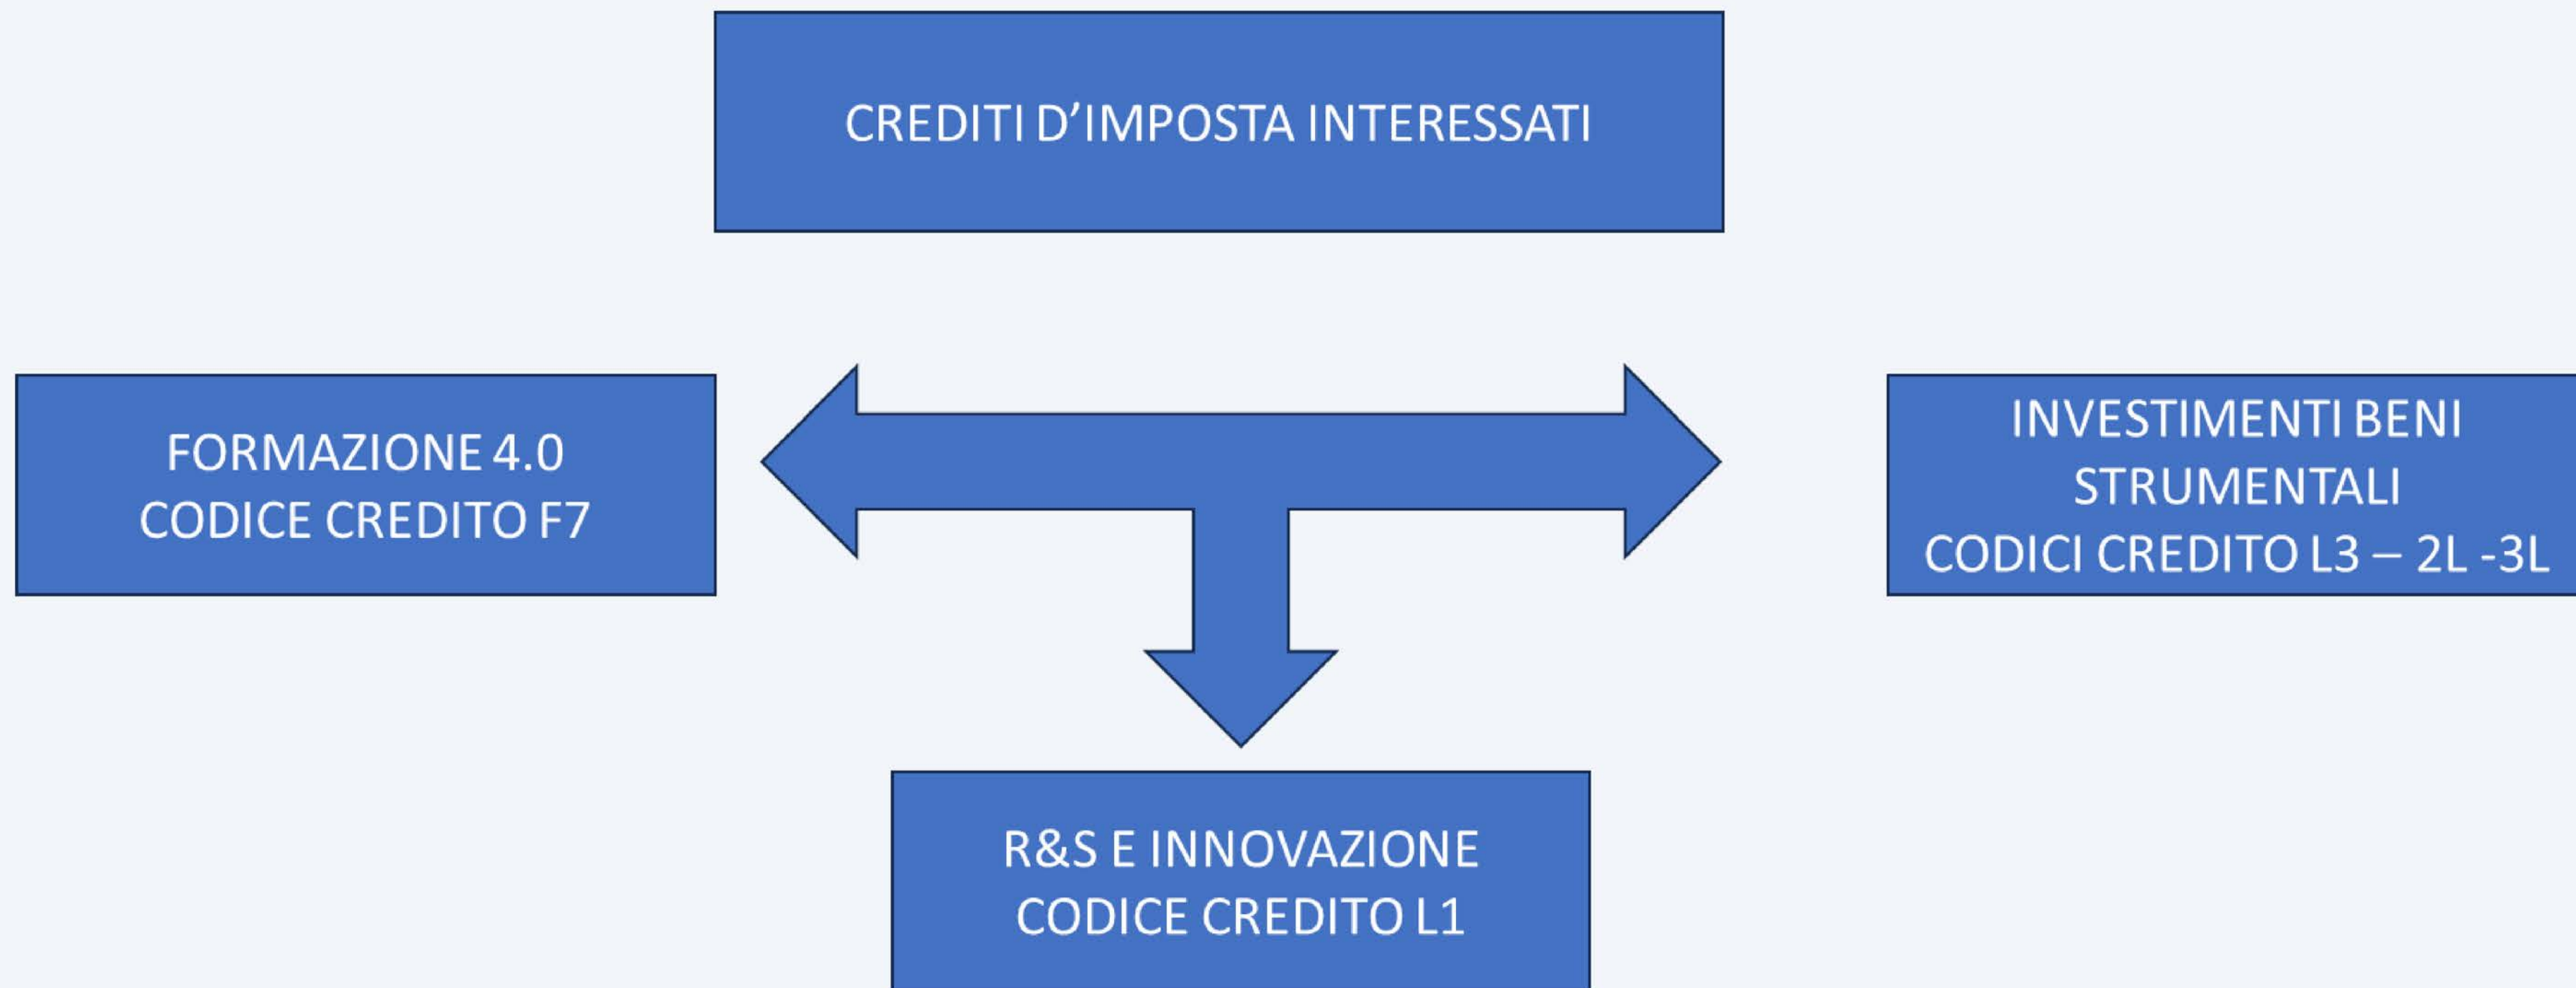 CREDITI D’IMPOSTA INTERESSATI
FORMAZIONE 4.0
CODICE CREDITO F7
INVESTIMENTI BENI
STRUMENTALI
CODICI CREDITO L3 – 2L -3L
R&S E INNOVAZIONE
CODICE CREDITO L1